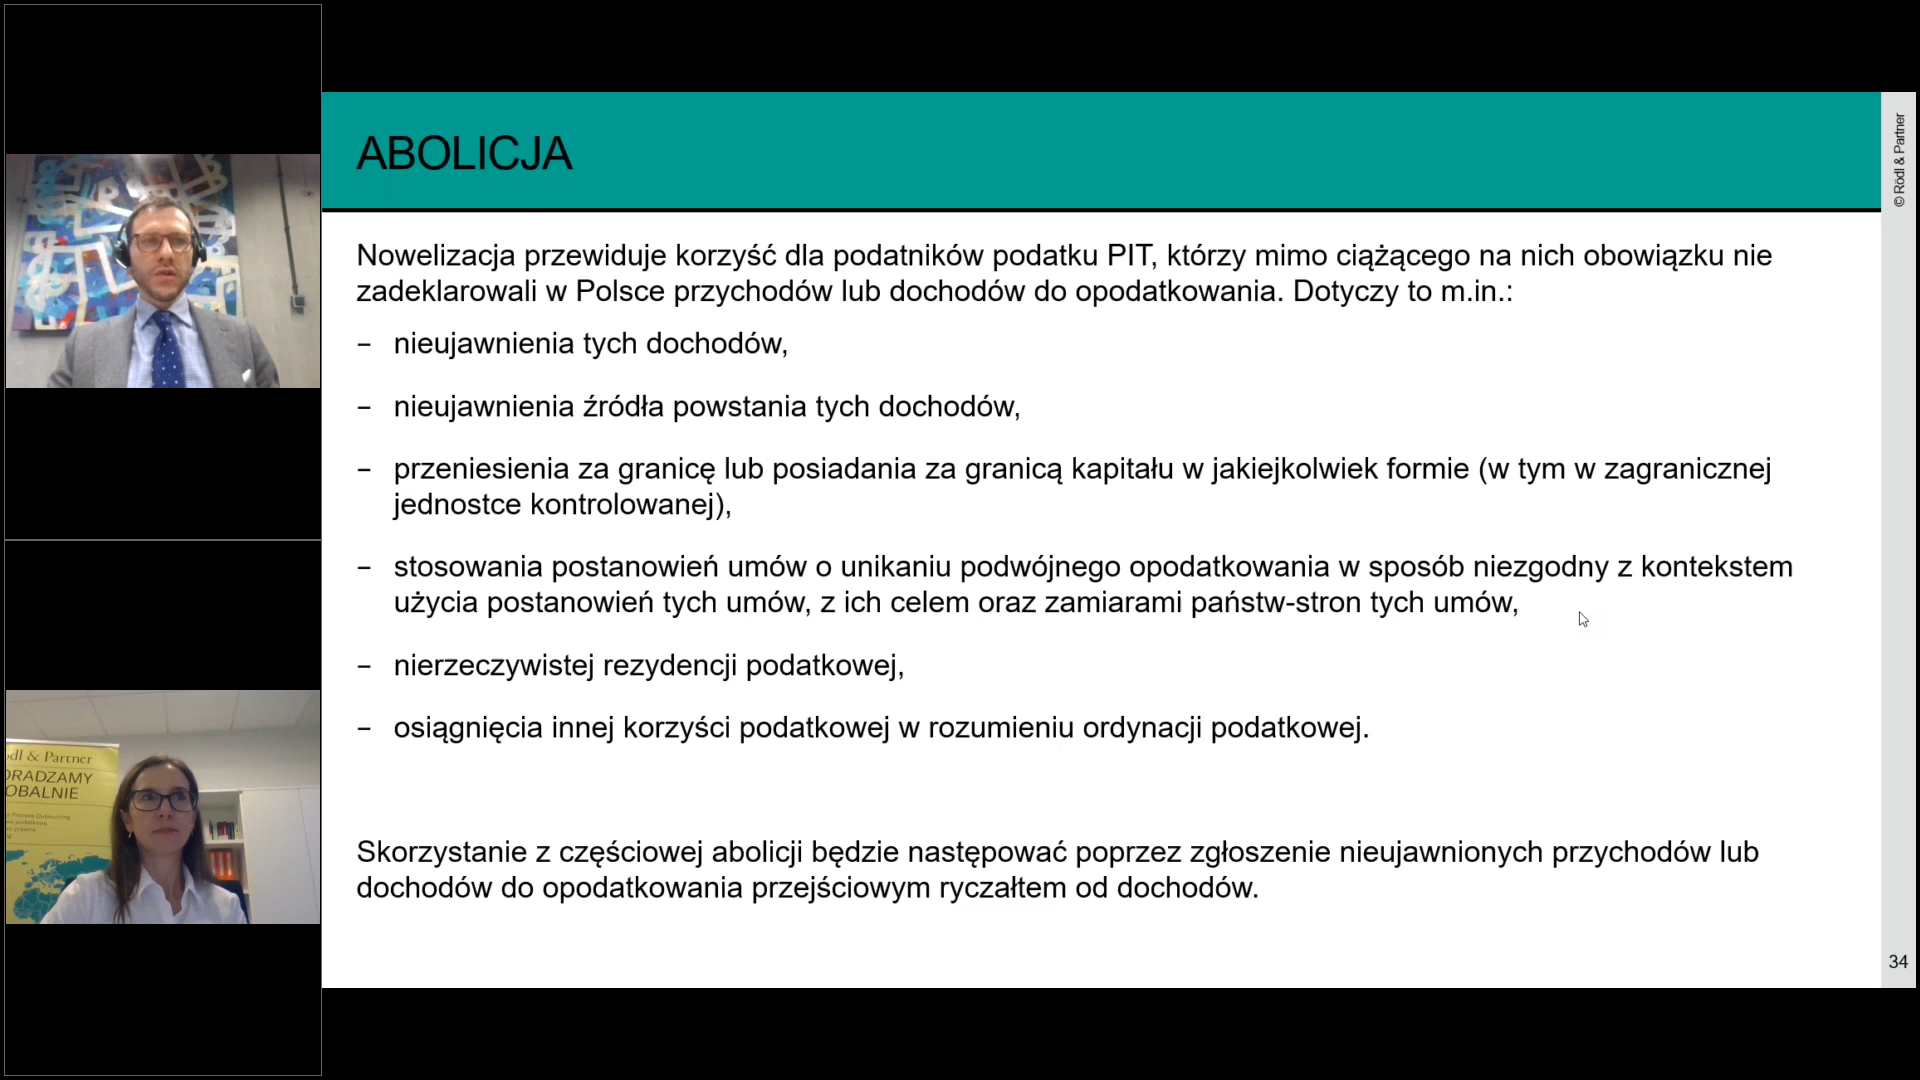 ABOLICJA
© Rödl & Partner
Nowelizacja przewiduje korzyść dla podatników podatku PIT, którzy mimo ciążącego na nich obowiązku nie
zadeklarowali w Polsce przychodów lub dochodów do opodatkowania. Dotyczy to m.in.:
– nieujawnienia tych dochodów,
– nieujawnienia źródła powstania tych dochodów,
– przeniesienia za granicę lub posiadania za granicą kapitału w jakiejkolwiek formie (w tym w zagranicznej
jednostce kontrolowanej),
– stosowania postanowień umów o unikaniu podwójnego opodatkowania w sposób niezgodny z kontekstem
użycia postanowień tych umów, z ich celem oraz zamiarami państw-stron tych umów,
– nierzeczywistej rezydencji podatkowej,
– osiągnięcia innej korzyści podatkowej w rozumieniu ordynacji podatkowej.
Skorzystanie z częściowej abolicji będzie następować poprzez zgłoszenie nieujawnionych przychodów lub
dochodów do opodatkowania przejściowym ryczałtem od dochodów.
34
dl & Partner
ORADZAMY
OBALNIE